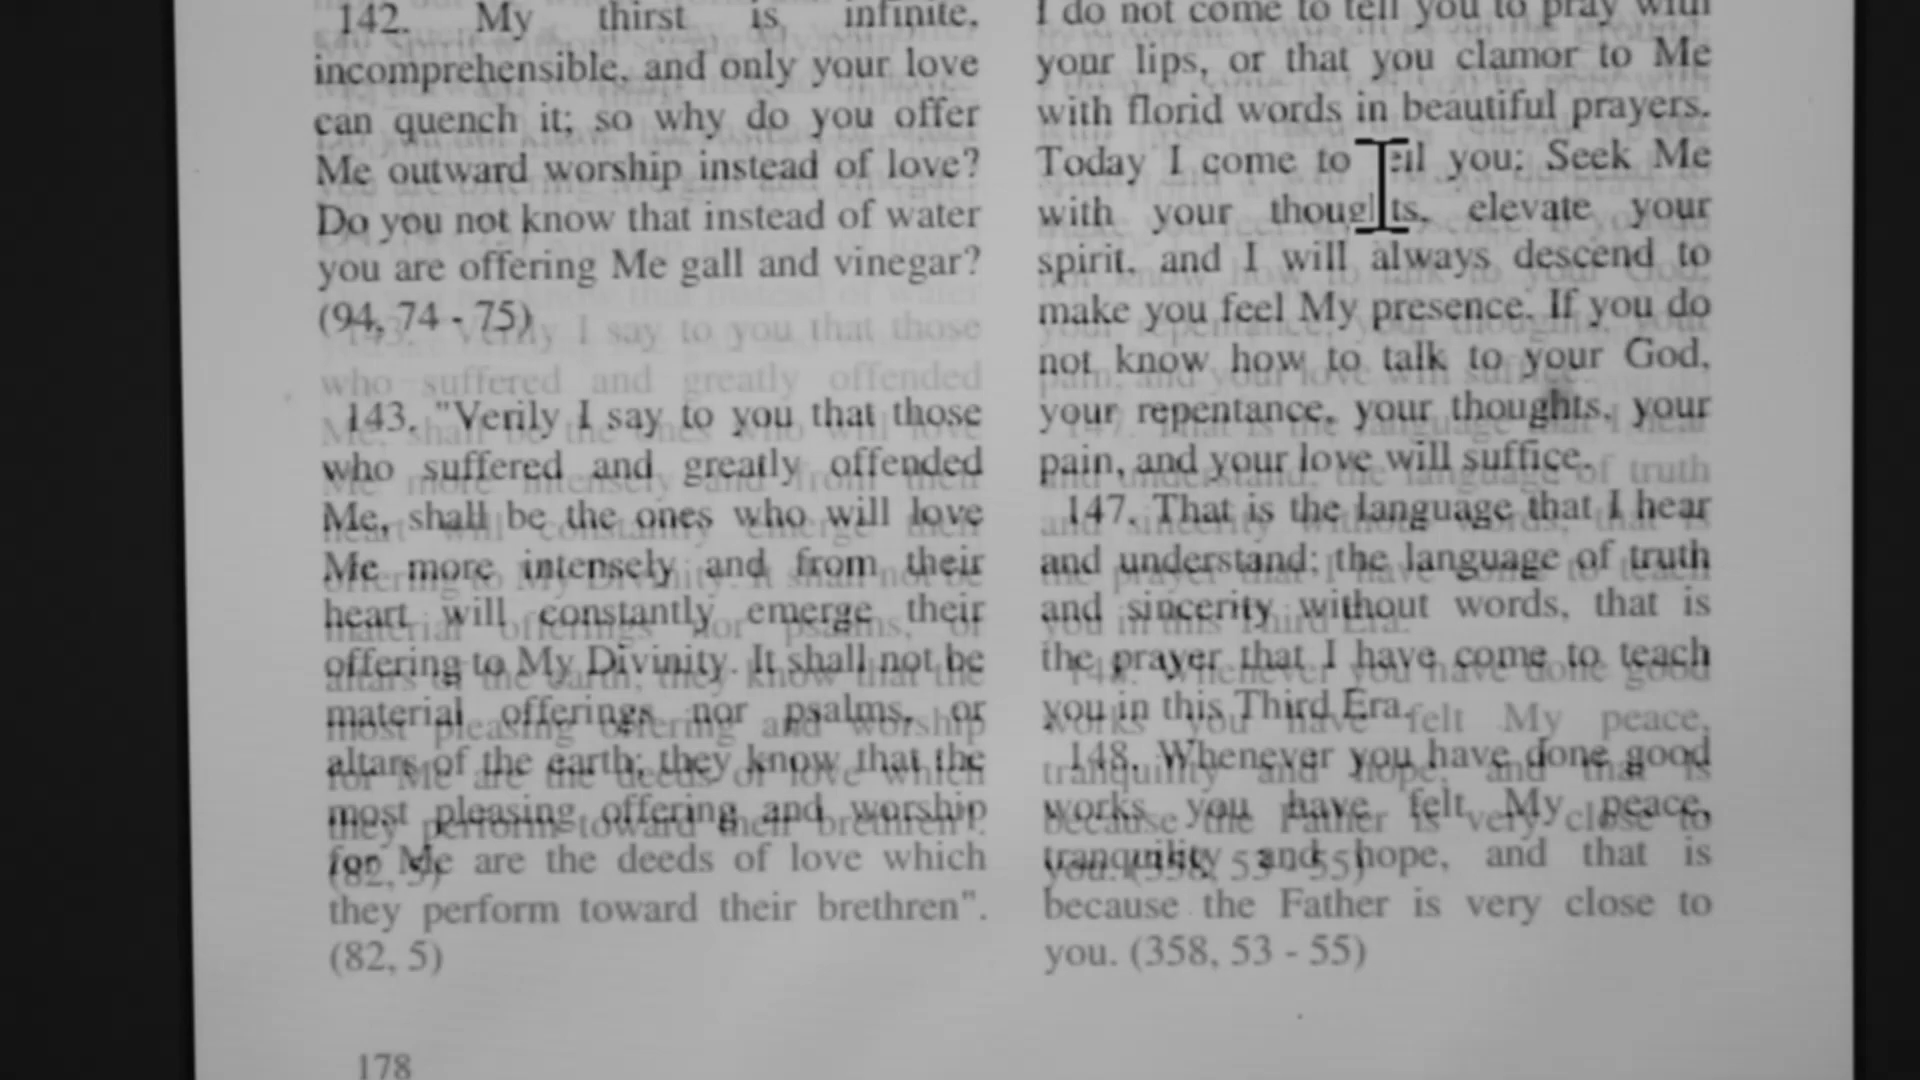 142. My thirst is infinite,
incomprehensible, and only your love
can quench it; so why do you offer
Me outward worship instead of love?
Do you not know that instead of water
you are offering Me gall and vinegar?
(94, 74 - 75)
143. "Verily I say to you that those
who suffered and greatly offended
Me, shall be the ones who will love
Me more intensely and from their
heart will constantly emerge their
offering to My Divinity. It shall not be
material offerings nor psalms, or
altars of the earth; they know that the
most pleasing offering and worship
for Me are the deeds of love which
they perform toward their brethren".
(82, 5)
178
I do not come to tell you to pray with
your lips, or that you clamor to Me
with florid words in beautiful prayers.
Today I come to tell you: Seek Me
with your thoughts, elevate your
spirit, and I will always descend to
make you feel My presence. If you do
not know how to talk to your God,
your repentance, your thoughts, your
pain, and your love will suffice.
147. That is the language that I hear
and understand; the language of truth
and sincerity without words, that is
the prayer that I have come to teach
you in this Third Era.
148. Whenever you have done good
works you have felt My peace,
tranquility and hope, and that is
because the Father is very close to
you. (358, 53 - 55)